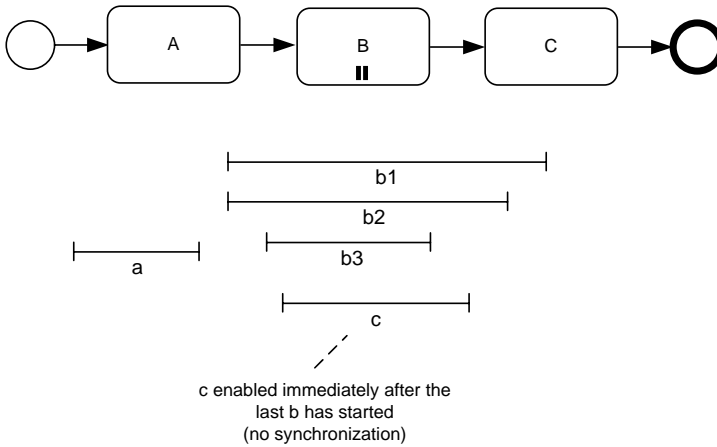 A
B
C
b1
b2
b3
a
c
c enabled immediately after the
last b has started
(no synchronization)